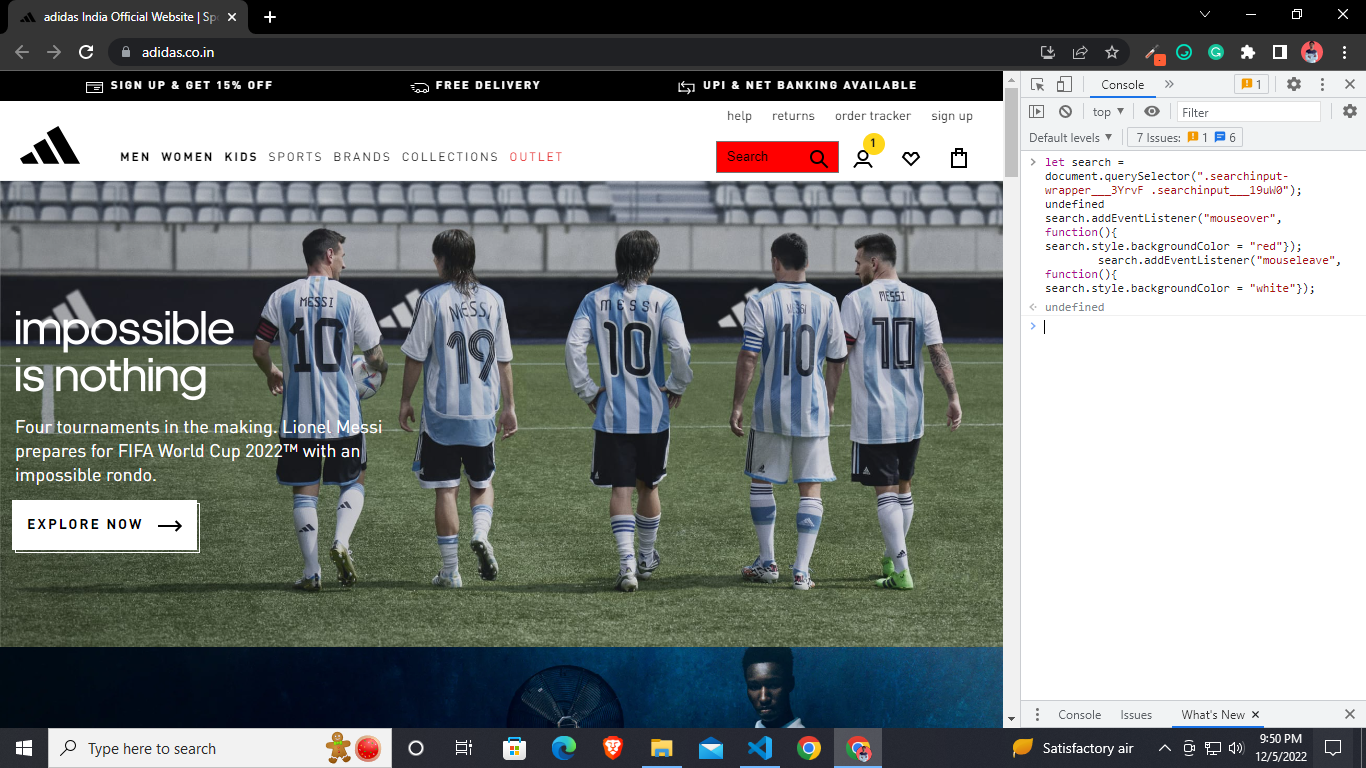 adidas India Official Website | Sp
adidas.co.in
SIGN UP & GET 15% OFF
FREE DELIVERY
UPI & NET BANKING AVAILABLE
help returns order tracker sign up
MEN WOMEN KIDS SPORTS BRANDS COLLECTIONS OUTLET
Search
1
MESSI
10
MESSI
19
MESSI
10
MESSI
10
MESSI
10
impossible
is nothing
Four tournaments in the making. Lionel Messi
prepares for FIFA World Cup 2022™ with an
impossible rondo.
EXPLORE NOW
Console
1
top
Filter
Default levels
7 Issues: 1 6
let search =
document.querySelector(".searchinput-
wrapper___3YrvF .searchinput___19uW0");
undefined
search.addEventListener("mouseover",
function(){
search.style.backgroundColor = "red"});
search.addEventListener("mouseleave",
function(){
search.style.backgroundColor = "white"});
undefined
Console Issues What's New
Type here to search
Satisfactory air
9:50 PM
12/5/2022